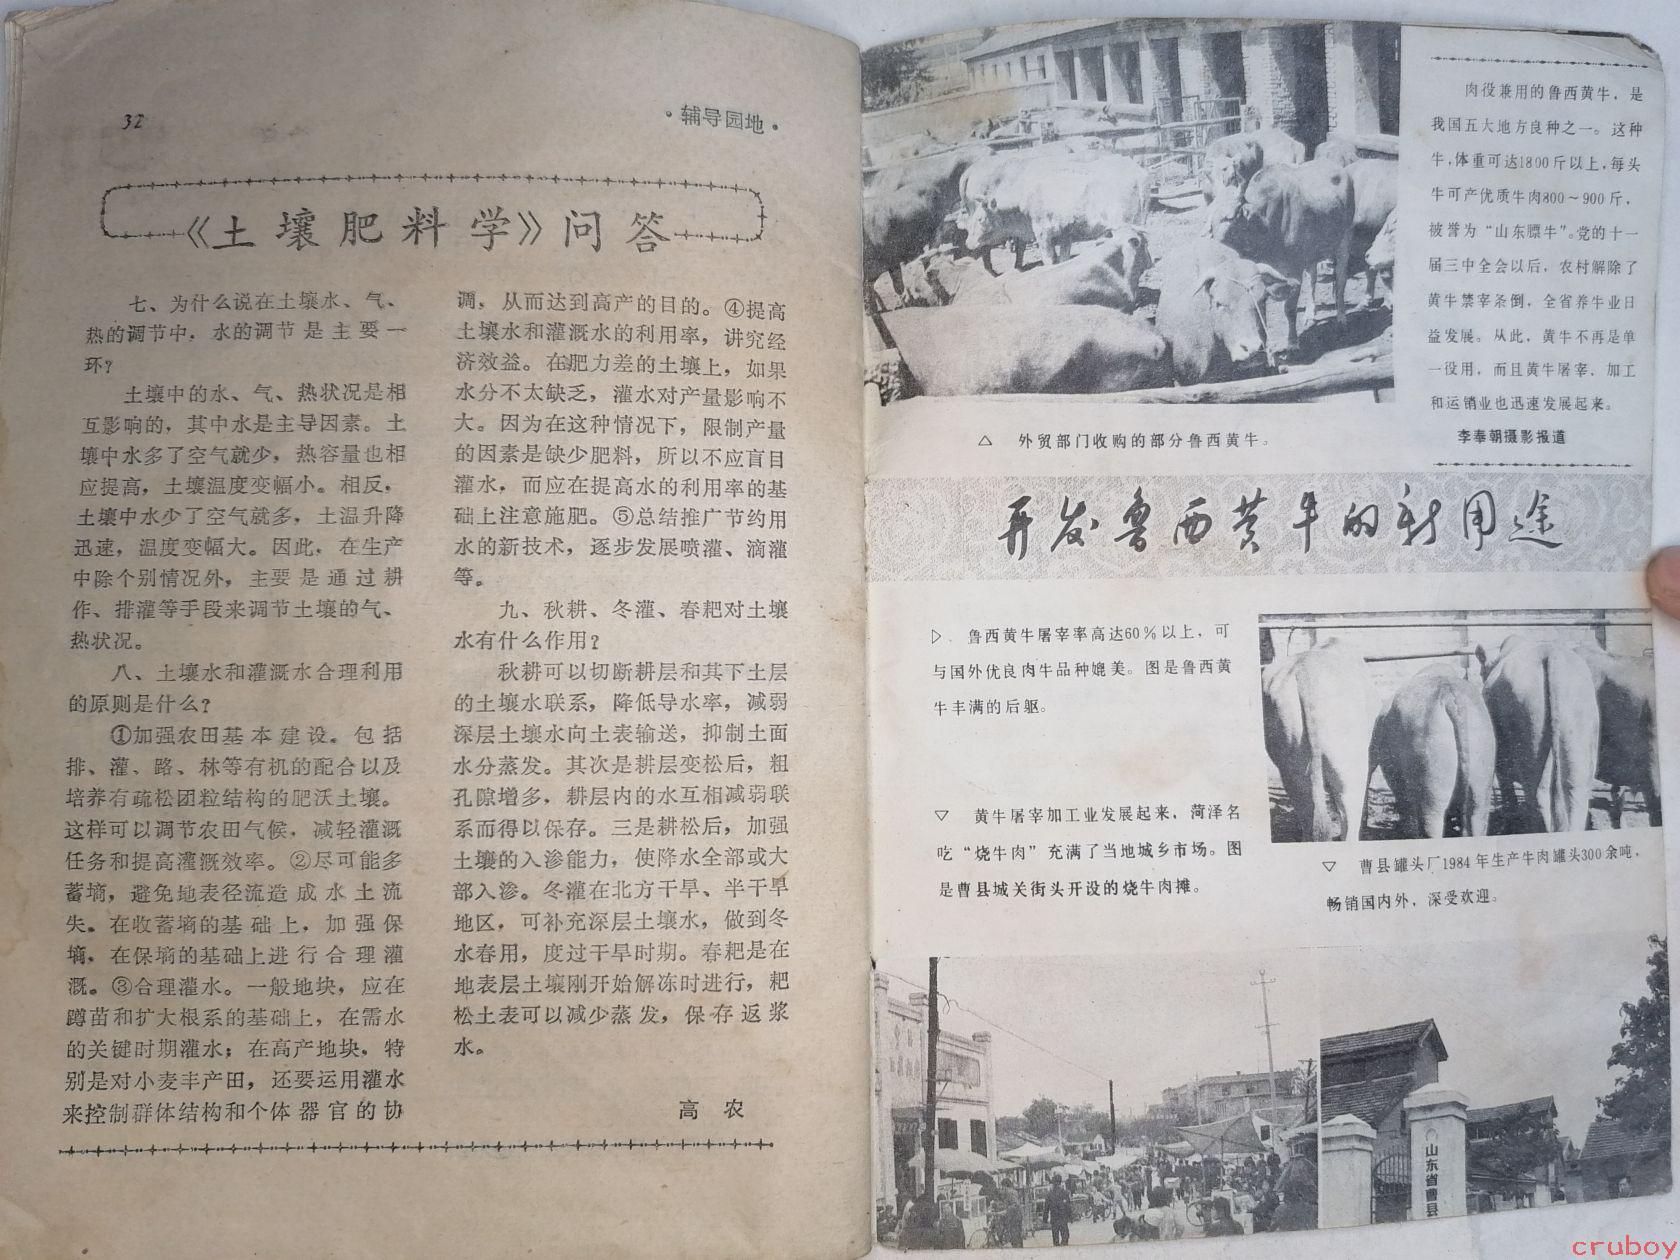 32
·辅导园地·
《土壤肥料学》问答
七、为什么说在土壤水、气、
热的调节中，水的调节是主要一
环？
土壤中的水、气、热状况是相
互影响的，其中水是主导因素。土
壤中水多了空气就少，热容量也相
应提高，土壤温度变幅小。相反，
土壤中水少了空气就多，土温升降
迅速，温度变幅大。因此，在生产
中除个别情况外，主要是通过耕
作、排灌等手段来调节土壤的气、
热状况。
八、土壤水和灌溉水合理利用
的原则是什么？
①加强农田基本建设。包括
排、灌、路、林等有机的配合以及
培养有疏松团粒结构的肥沃土壤。
这样可以调节农田气候，减轻灌溉
任务和提高灌溉效率。②尽可能多
蓄墒，避免地表径流造成水土流
失。在收蓄墒的基础上，加强保
墒，在保墒的基础上进行合理灌
溉。③合理灌水。一般地块，应在
蹲苗和扩大根系的基础上，在需水
的关键时期灌水；在高产地块，特
别是对小麦丰产田，还要运用灌水
来控制群体结构和个体器官的协
调，从而达到高产的目的。④提高
土壤水和灌溉水的利用率，讲究经
济效益。在肥力差的土壤上，如果
水分不太缺乏，灌水对产量影响不
大。因为在这种情况下，限制产量
的因素是缺少肥料，所以不应盲目
灌水，而应在提高水的利用率的基
础上注意施肥。⑤总结推广节约用
水的新技术，逐步发展喷灌、滴灌
等。
九、秋耕、冬灌、春耙对土壤
水有什么作用？
秋耕可以切断耕层和其下土层
的土壤水联系，降低导水率，减弱
深层土壤水向土表输送，抑制土面
水分蒸发。其次是耕层变松后，粗
孔隙增多，耕层内的水互相减弱联
系而得以保存。三是耕松后，加强
土壤的入渗能力，使降水全部或大
部入渗。冬灌在北方干旱、半干旱
地区，可补充深层土壤水，做到冬
水春用，度过干旱时期。春耙是在
地表层土壤刚开始解冻时进行，耙
松土表可以减少蒸发，保存返浆
水。
高农
肉役兼用的鲁西黄牛，是
我国五大地方良种之一。这种
牛，体重可达1800斤以上，每头
牛可产优质牛肉800～900斤，
被誉为“山东膘牛”。党的十一
届三中全会以后，农村解除了
黄牛禁宰条例，全省养牛业日
益发展。从此，黄牛不再是单
一役用，而且黄牛屠宰、加工
和运销业也迅速发展起来。
李奉朝摄影报道
△ 外贸部门收购的部分鲁西黄牛。
开发鲁西黄牛的新用途
▷ 鲁西黄牛屠宰率高达60％以上，可
与国外优良肉牛品种媲美。图是鲁西黄
牛丰满的后躯。
▽ 黄牛屠宰加工业发展起来，菏泽名
吃“烧牛肉”充满了当地城乡市场。图
是曹县城关街头开设的烧牛肉摊。
▽ 曹县罐头厂1984年生产牛肉罐头300余吨，
畅销国内外，深受欢迎。
山东省曹县
cruboy